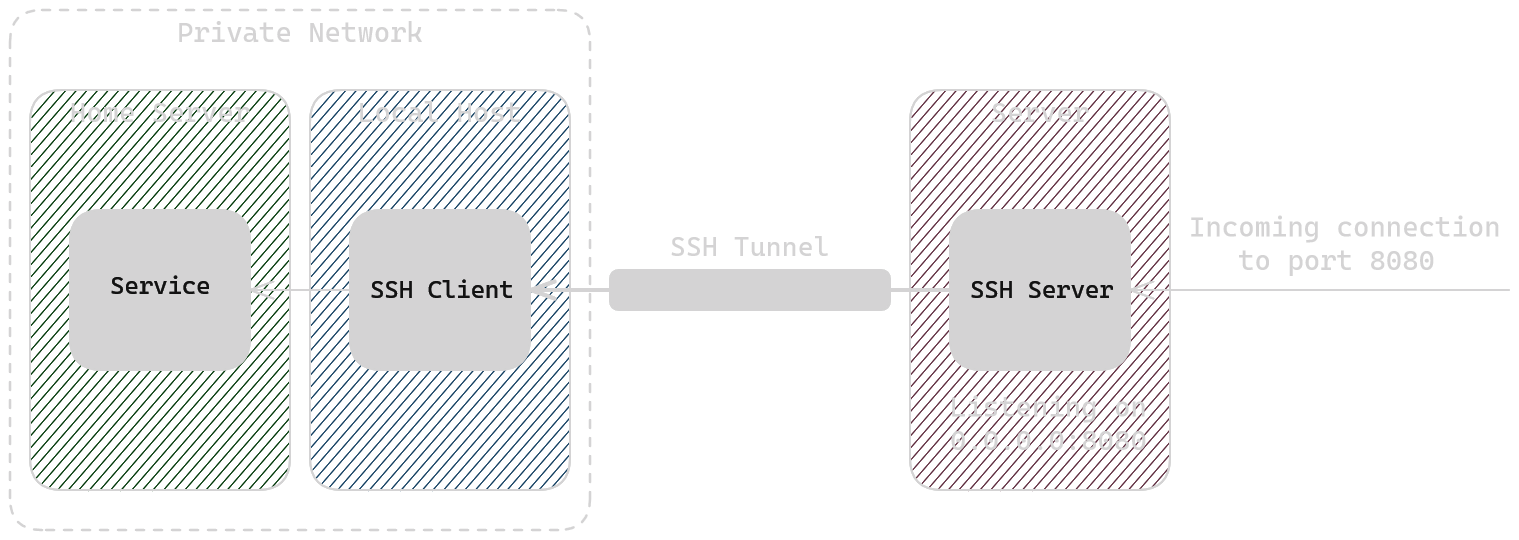 Private Network
Home Server
Local Host
Server
Service
SSH Client
SSH Tunnel
SSH Server
Incoming connection
to port 8080
Listening on
0.0.0.0:8080